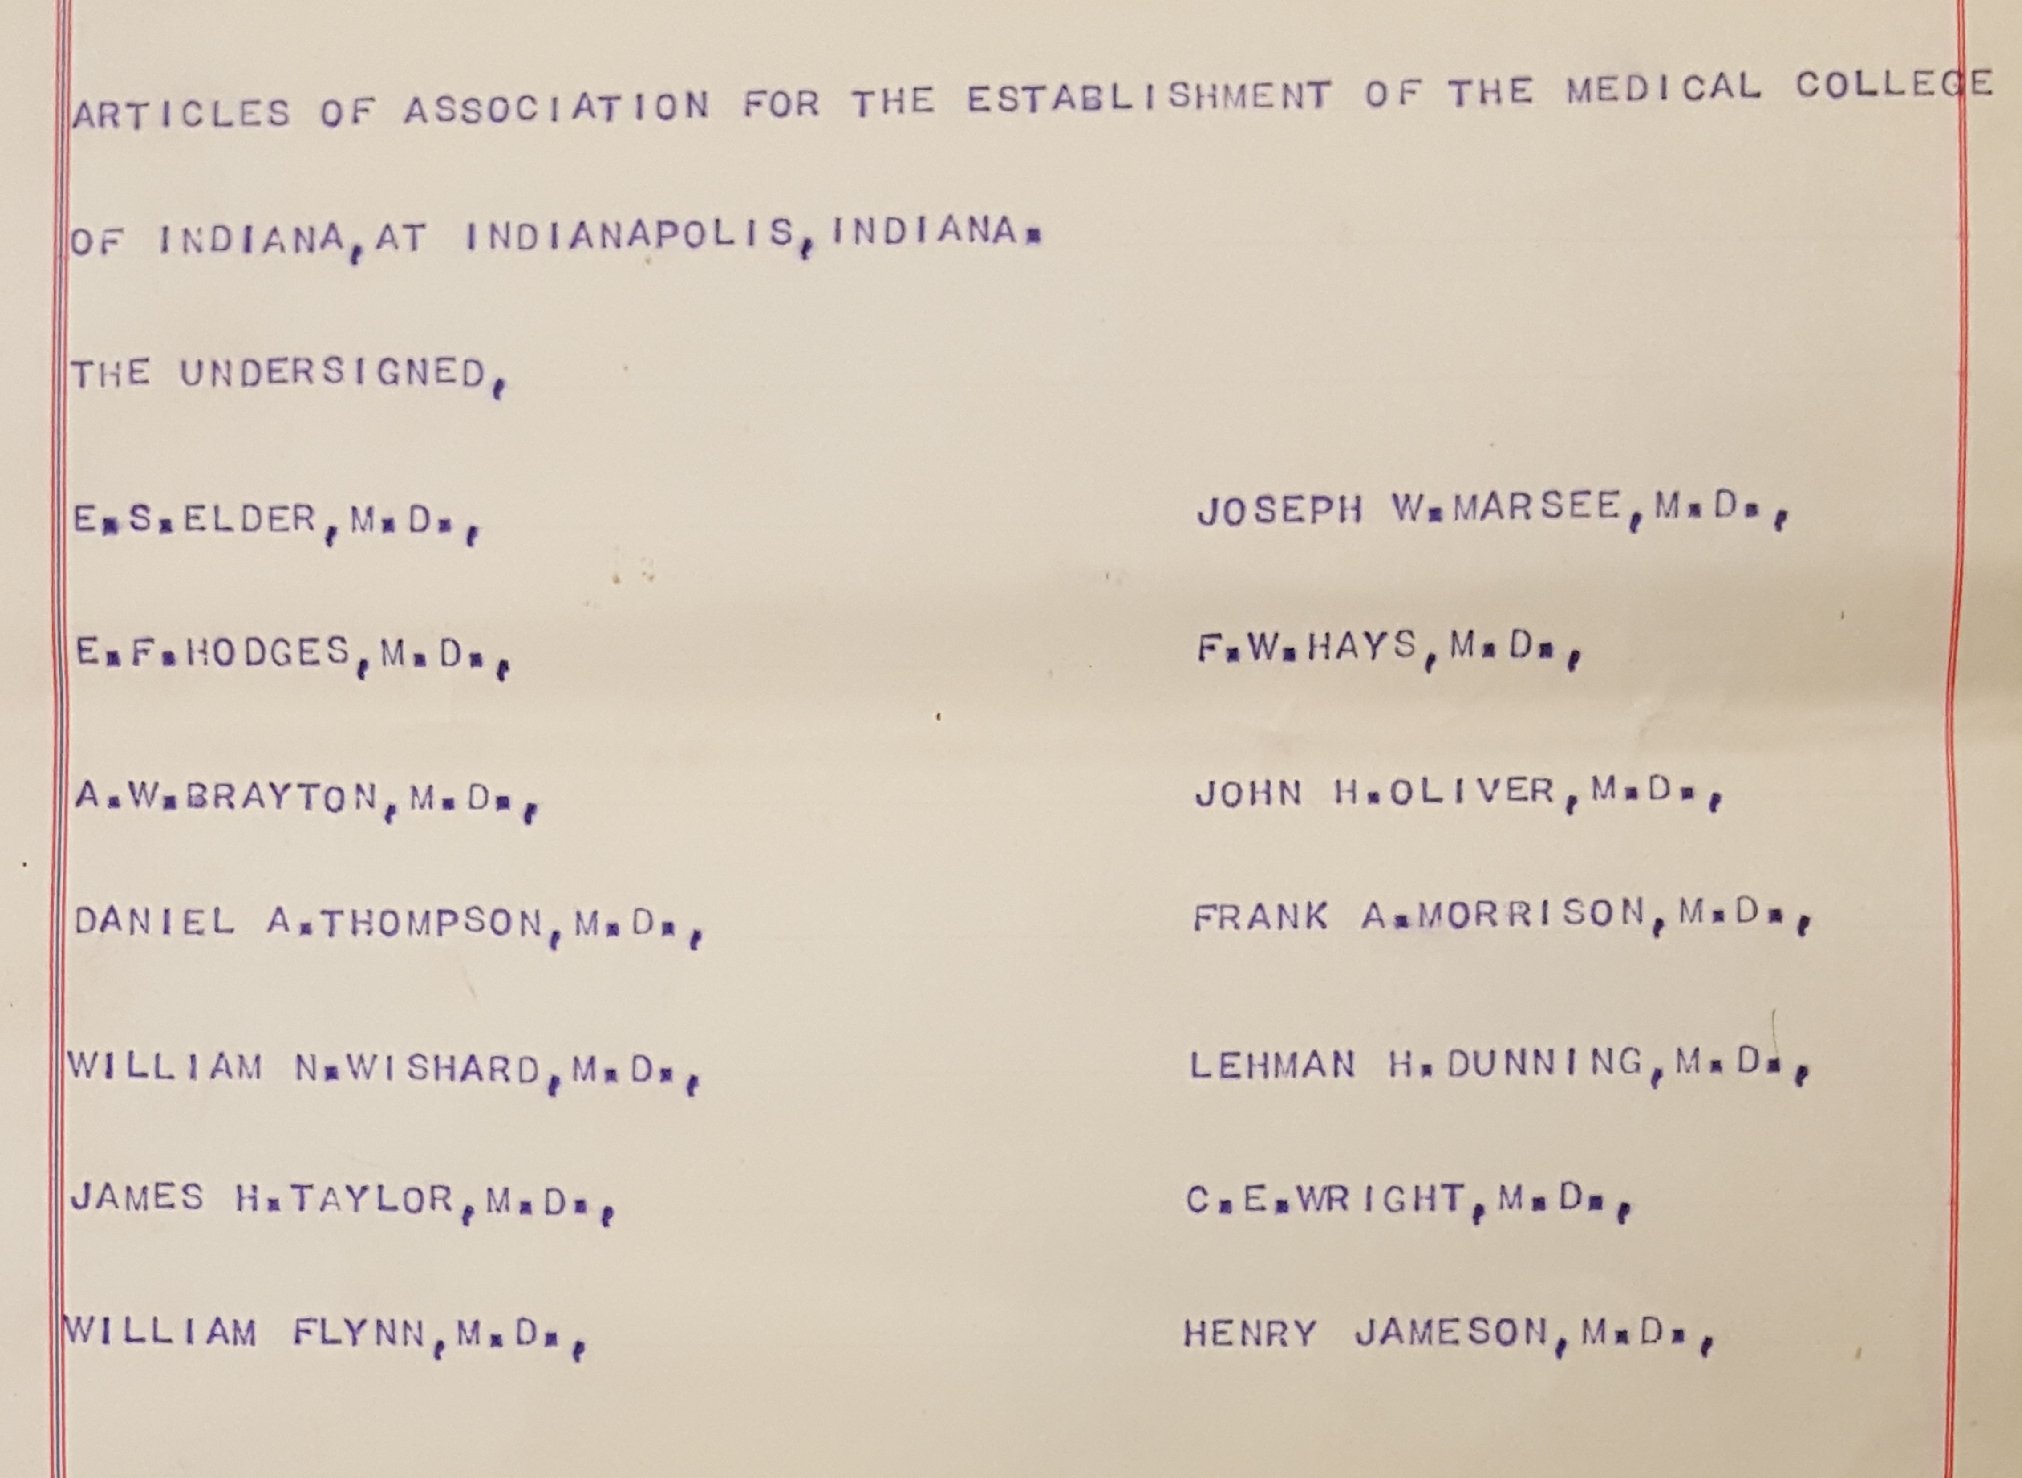 ARTICLES OF ASSOCIATION FOR THE ESTABLISHMENT OF THE MEDICAL COLLEGE
OF INDIANA,AT INDIANAPOLIS,INDIANA.
THE UNDERSIGNED,
E.S.ELDER,M.D., JOSEPH W.MARSEE,M.D.,
E.F.HODGES,M.D., F.W.HAYS,M.D.,
A.W.BRAYTON,M.D., JOHN H.OLIVER,M.D.,
DANIEL A.THOMPSON,M.D., FRANK A.MORRISON,M.D.,
WILLIAM N.WISHARD,M.D., LEHMAN H.DUNNING,M.D.,
JAMES H.TAYLOR,M.D., C.E.WRIGHT,M.D.,
WILLIAM FLYNN,M.D., HENRY JAMESON,M.D.,